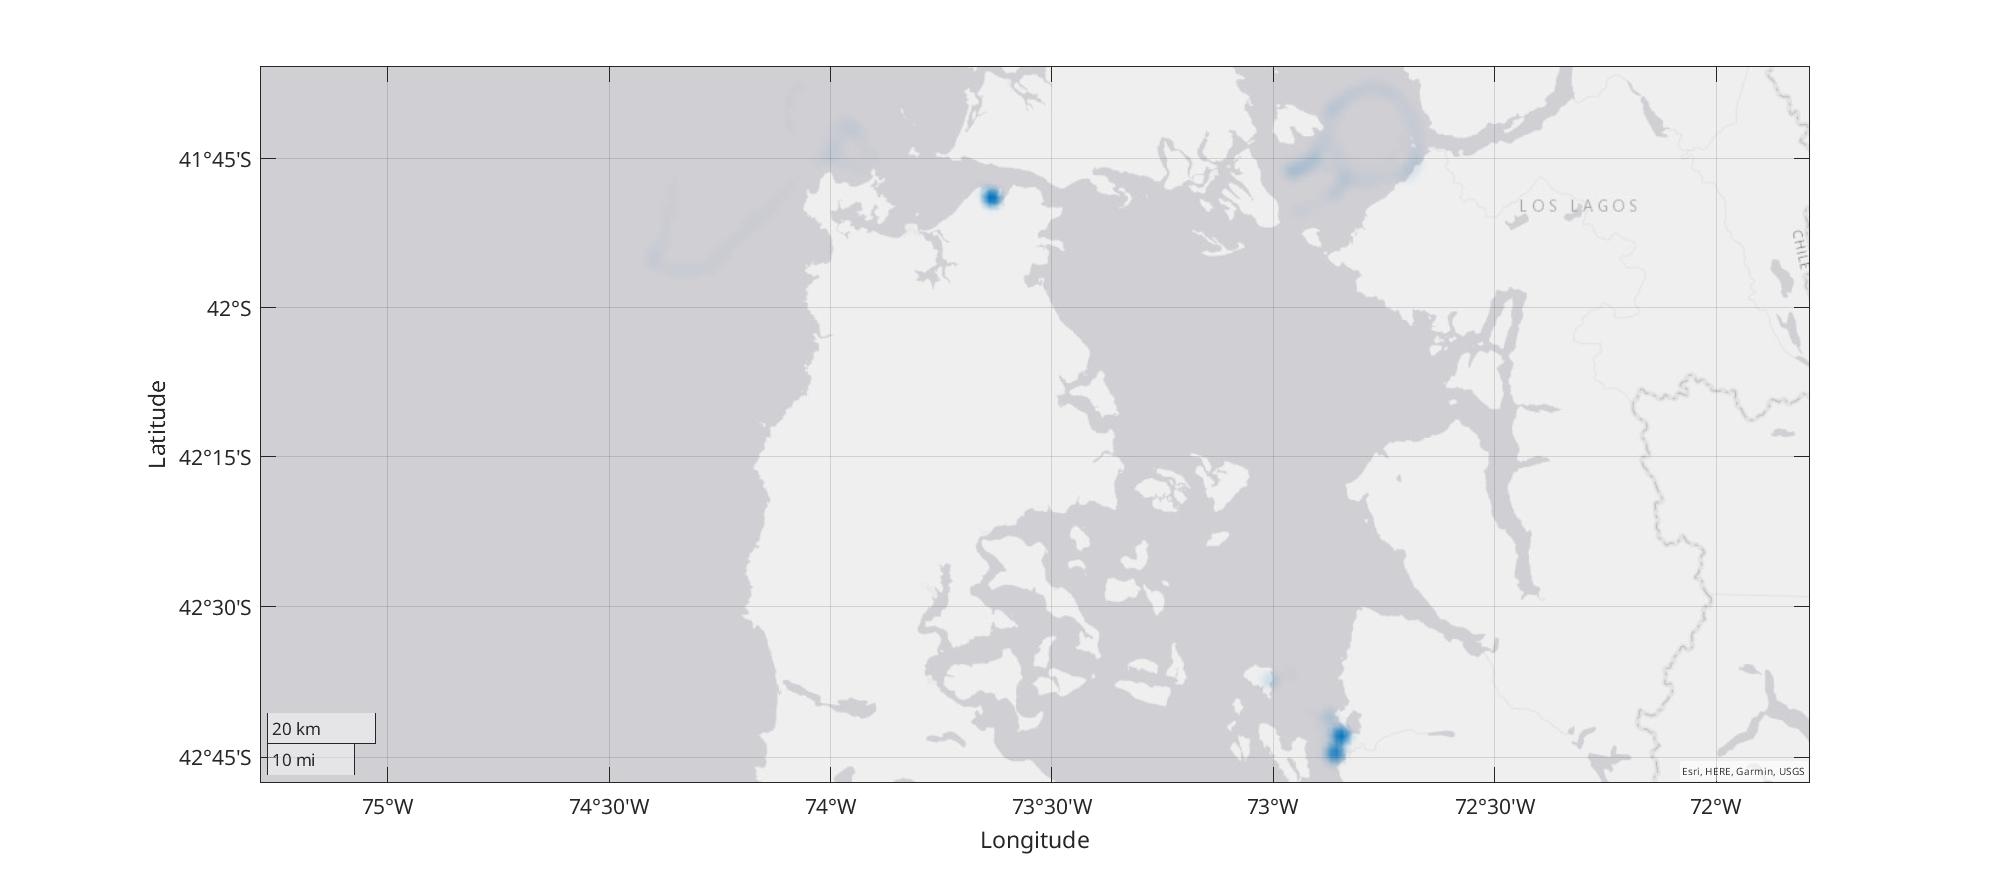 41°45'S
42°S
42°15'S
42°30'S
42°45'S
Latitude
LOS LAGOS
CHILE
20 km
10 mi
Esri, HERE, Garmin, USGS
75°W
74°30'W
74°W
73°30'W
73°W
72°30'W
72°W
Longitude